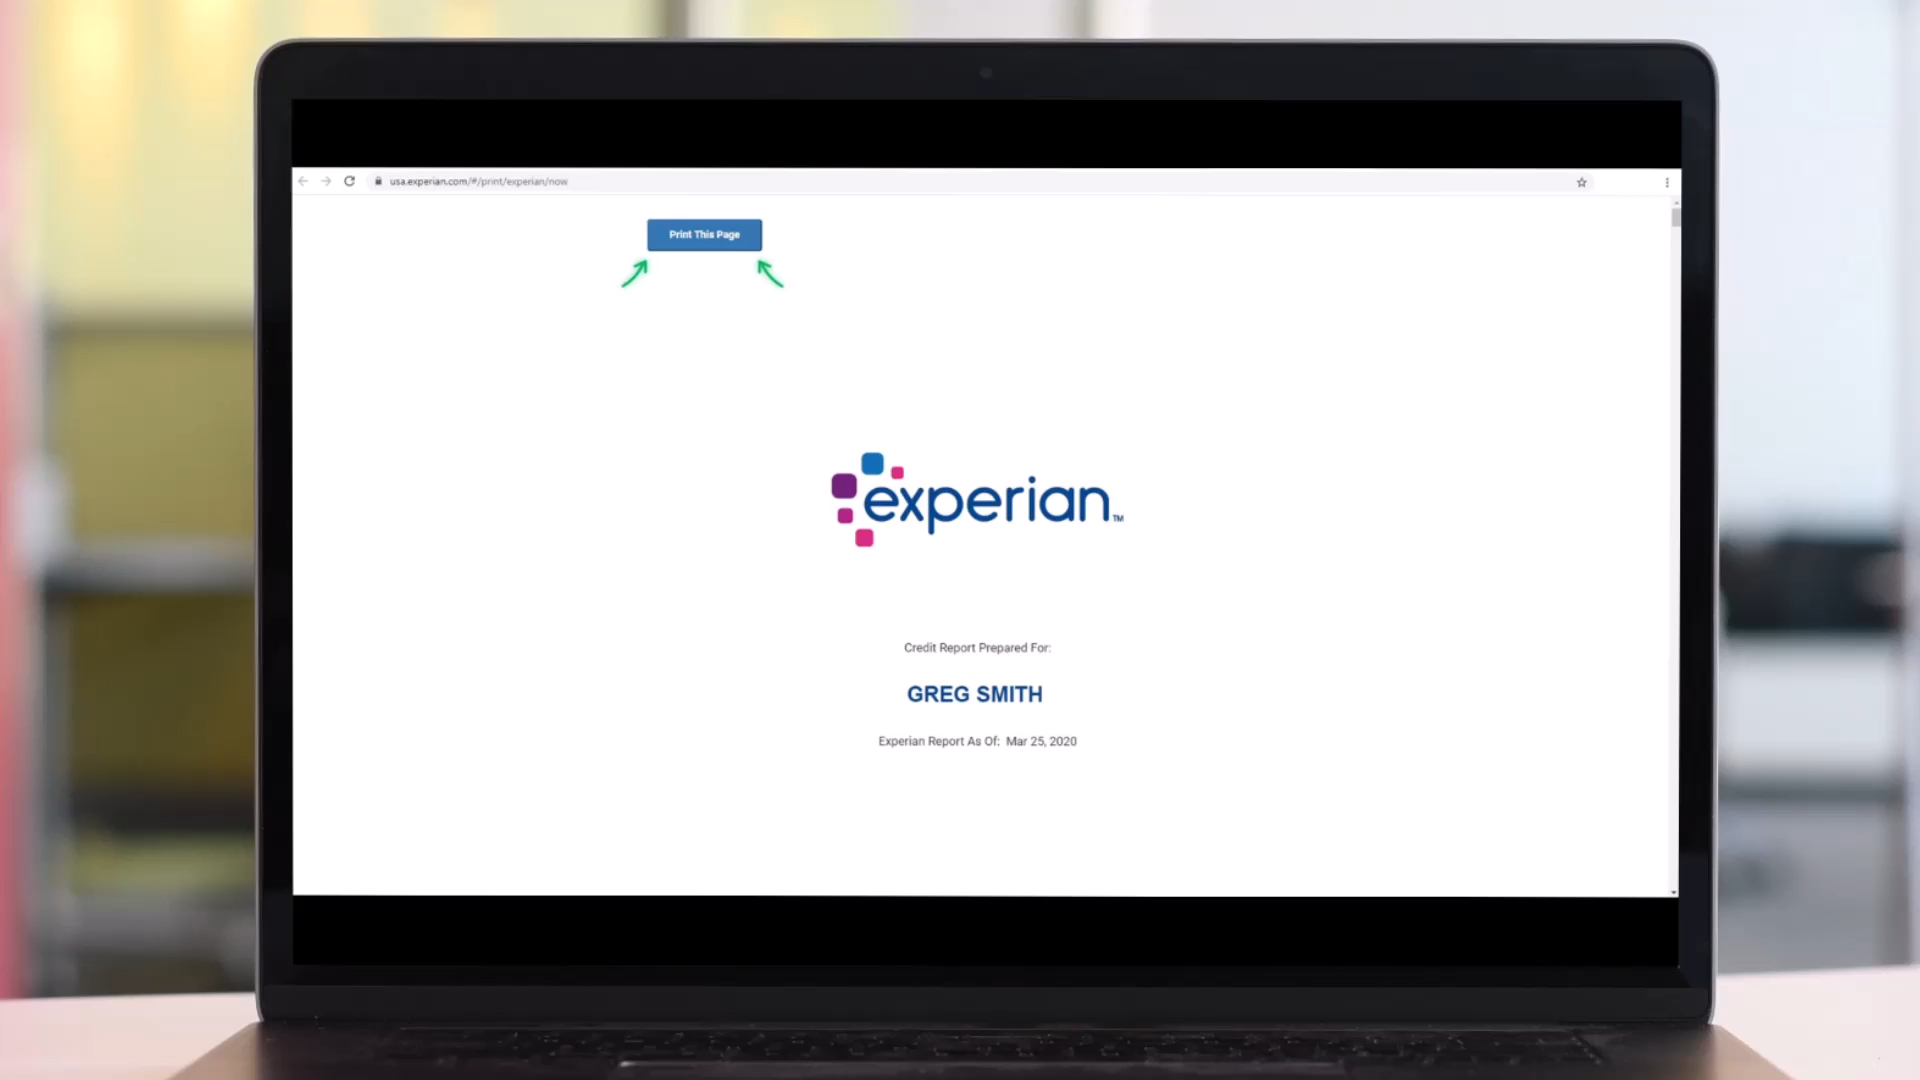 usa.experian.com/#/print/experian/now
Print This Page
experian™
Credit Report Prepared For:
GREG SMITH
Experian Report As Of: Mar 25, 2020